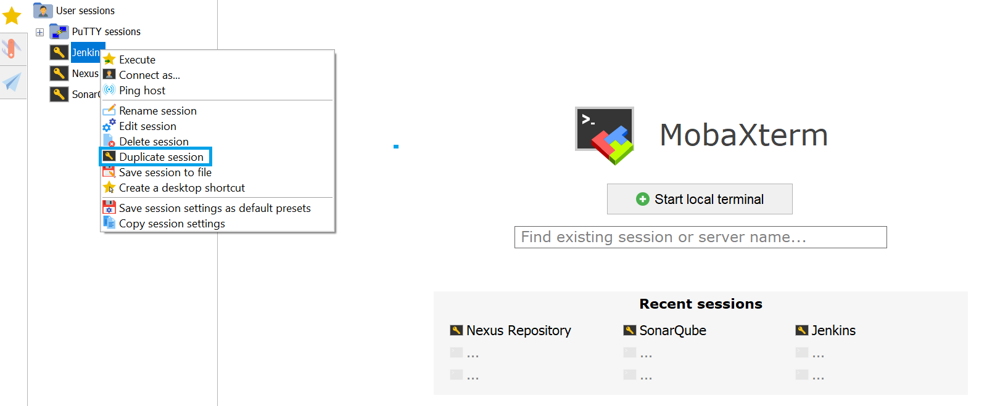 User sessions
PuTTY sessions
Jenkin
Nexus
Sonar
Execute
Connect as...
Ping host
Rename session
Edit session
Delete session
Duplicate session
Save session to file
Create a desktop shortcut
Save session settings as default presets
Copy session settings
>_
MobaXterm
Start local terminal
Find existing session or server name...
Recent sessions
Nexus Repository SonarQube Jenkins
... ... ...
... ... ...